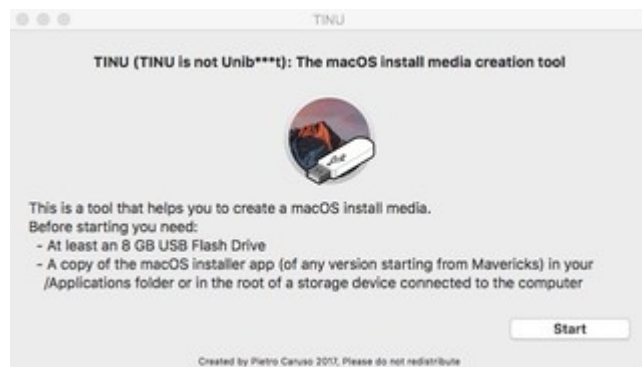 TINU
TINU (TINU is not Unib***t): The macOS install media creation tool
This is a tool that helps you to create a macOS install media.
Before starting you need:
- At least an 8 GB USB Flash Drive
- A copy of the macOS installer app (of any version starting from Mavericks) in your
/Applications folder or in the root of a storage device connected to the computer
Start
Created by Pietro Caruso 2017, Please do not redistribute